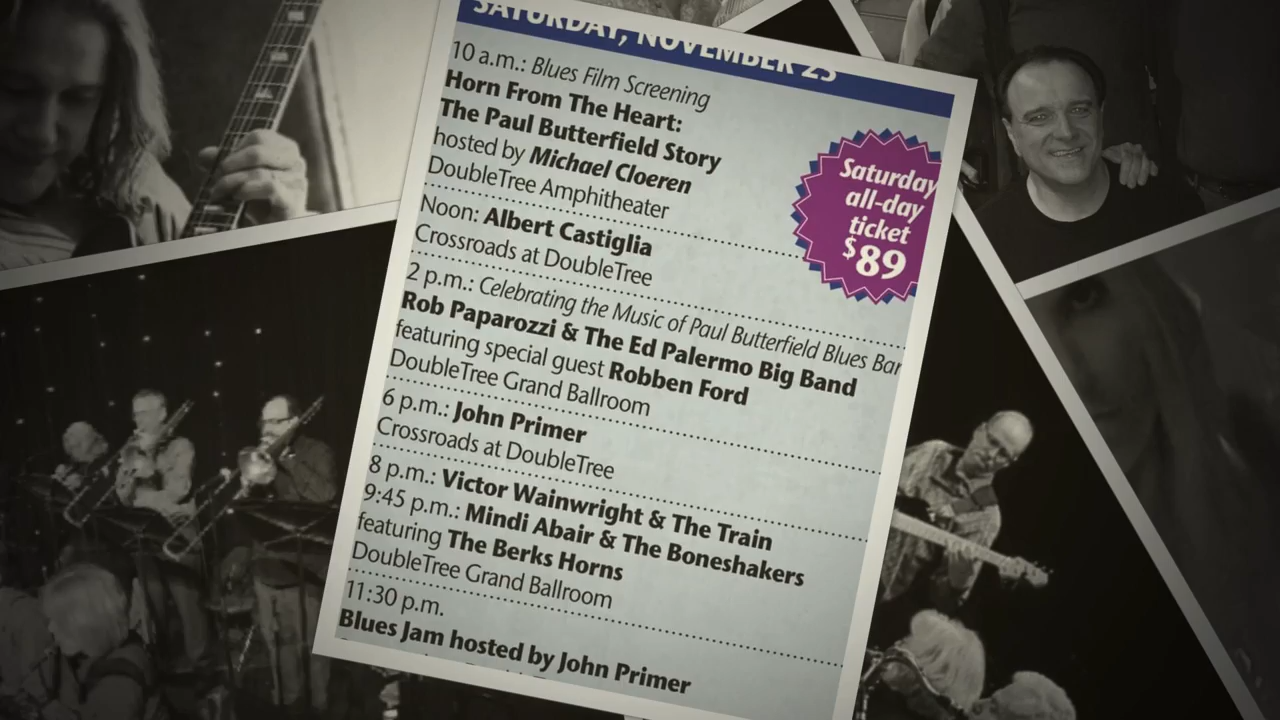 SATURDAY, NOVEMBER 23
10 a.m.: Blues Film Screening
Horn From The Heart:
The Paul Butterfield Story
hosted by Michael Cloeren
DoubleTree Amphitheater
Saturday
all-day
ticket
$89
Noon: Albert Castiglia
Crossroads at DoubleTree
2 p.m.: Celebrating the Music of Paul Butterfield Blues Ban
Rob Paparozzi & The Ed Palermo Big Band
featuring special guest Robben Ford
DoubleTree Grand Ballroom
6 p.m.: John Primer
Crossroads at DoubleTree
8 p.m.: Victor Wainwright & The Train
9:45 p.m.: Mindi Abair & The Boneshakers
featuring The Berks Horns
DoubleTree Grand Ballroom
11:30 p.m.
Blues Jam hosted by John Primer